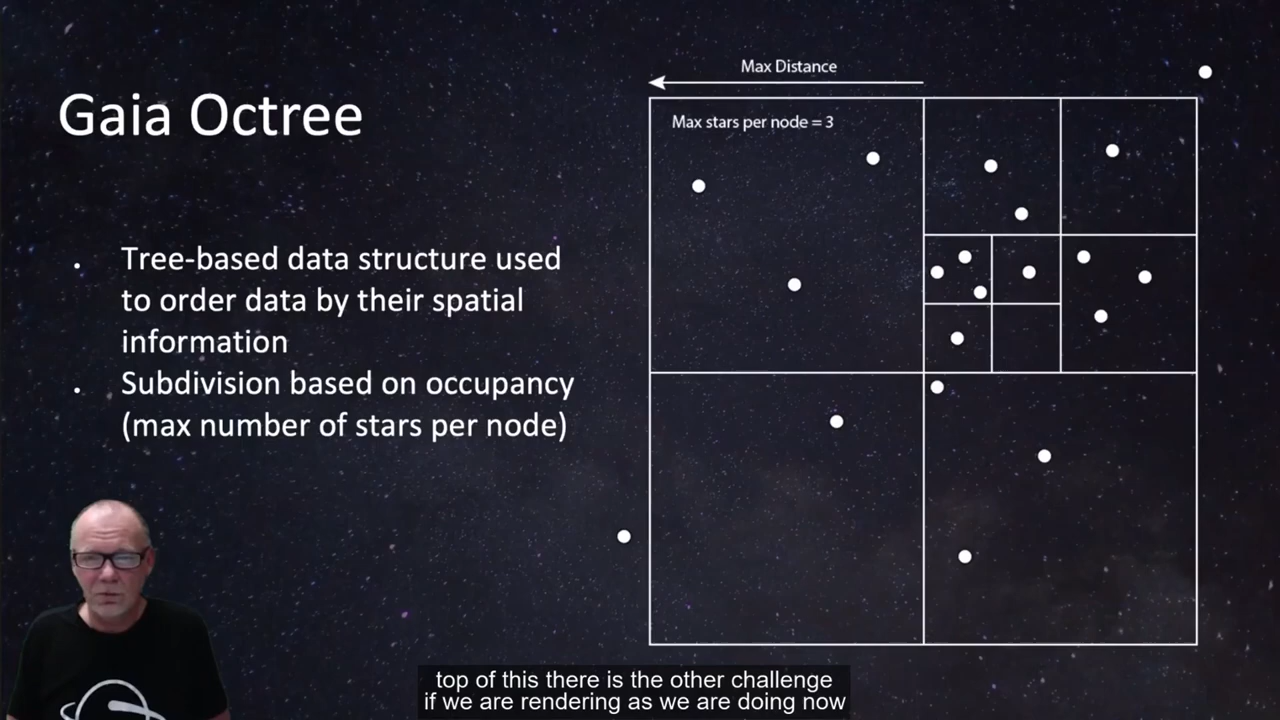 Max Distance
Gaia Octree
Max stars per node = 3
• Tree-based data structure used
to order data by their spatial
information
• Subdivision based on occupancy
(max number of stars per node)
top of this there is the other challenge
if we are rendering as we are doing now